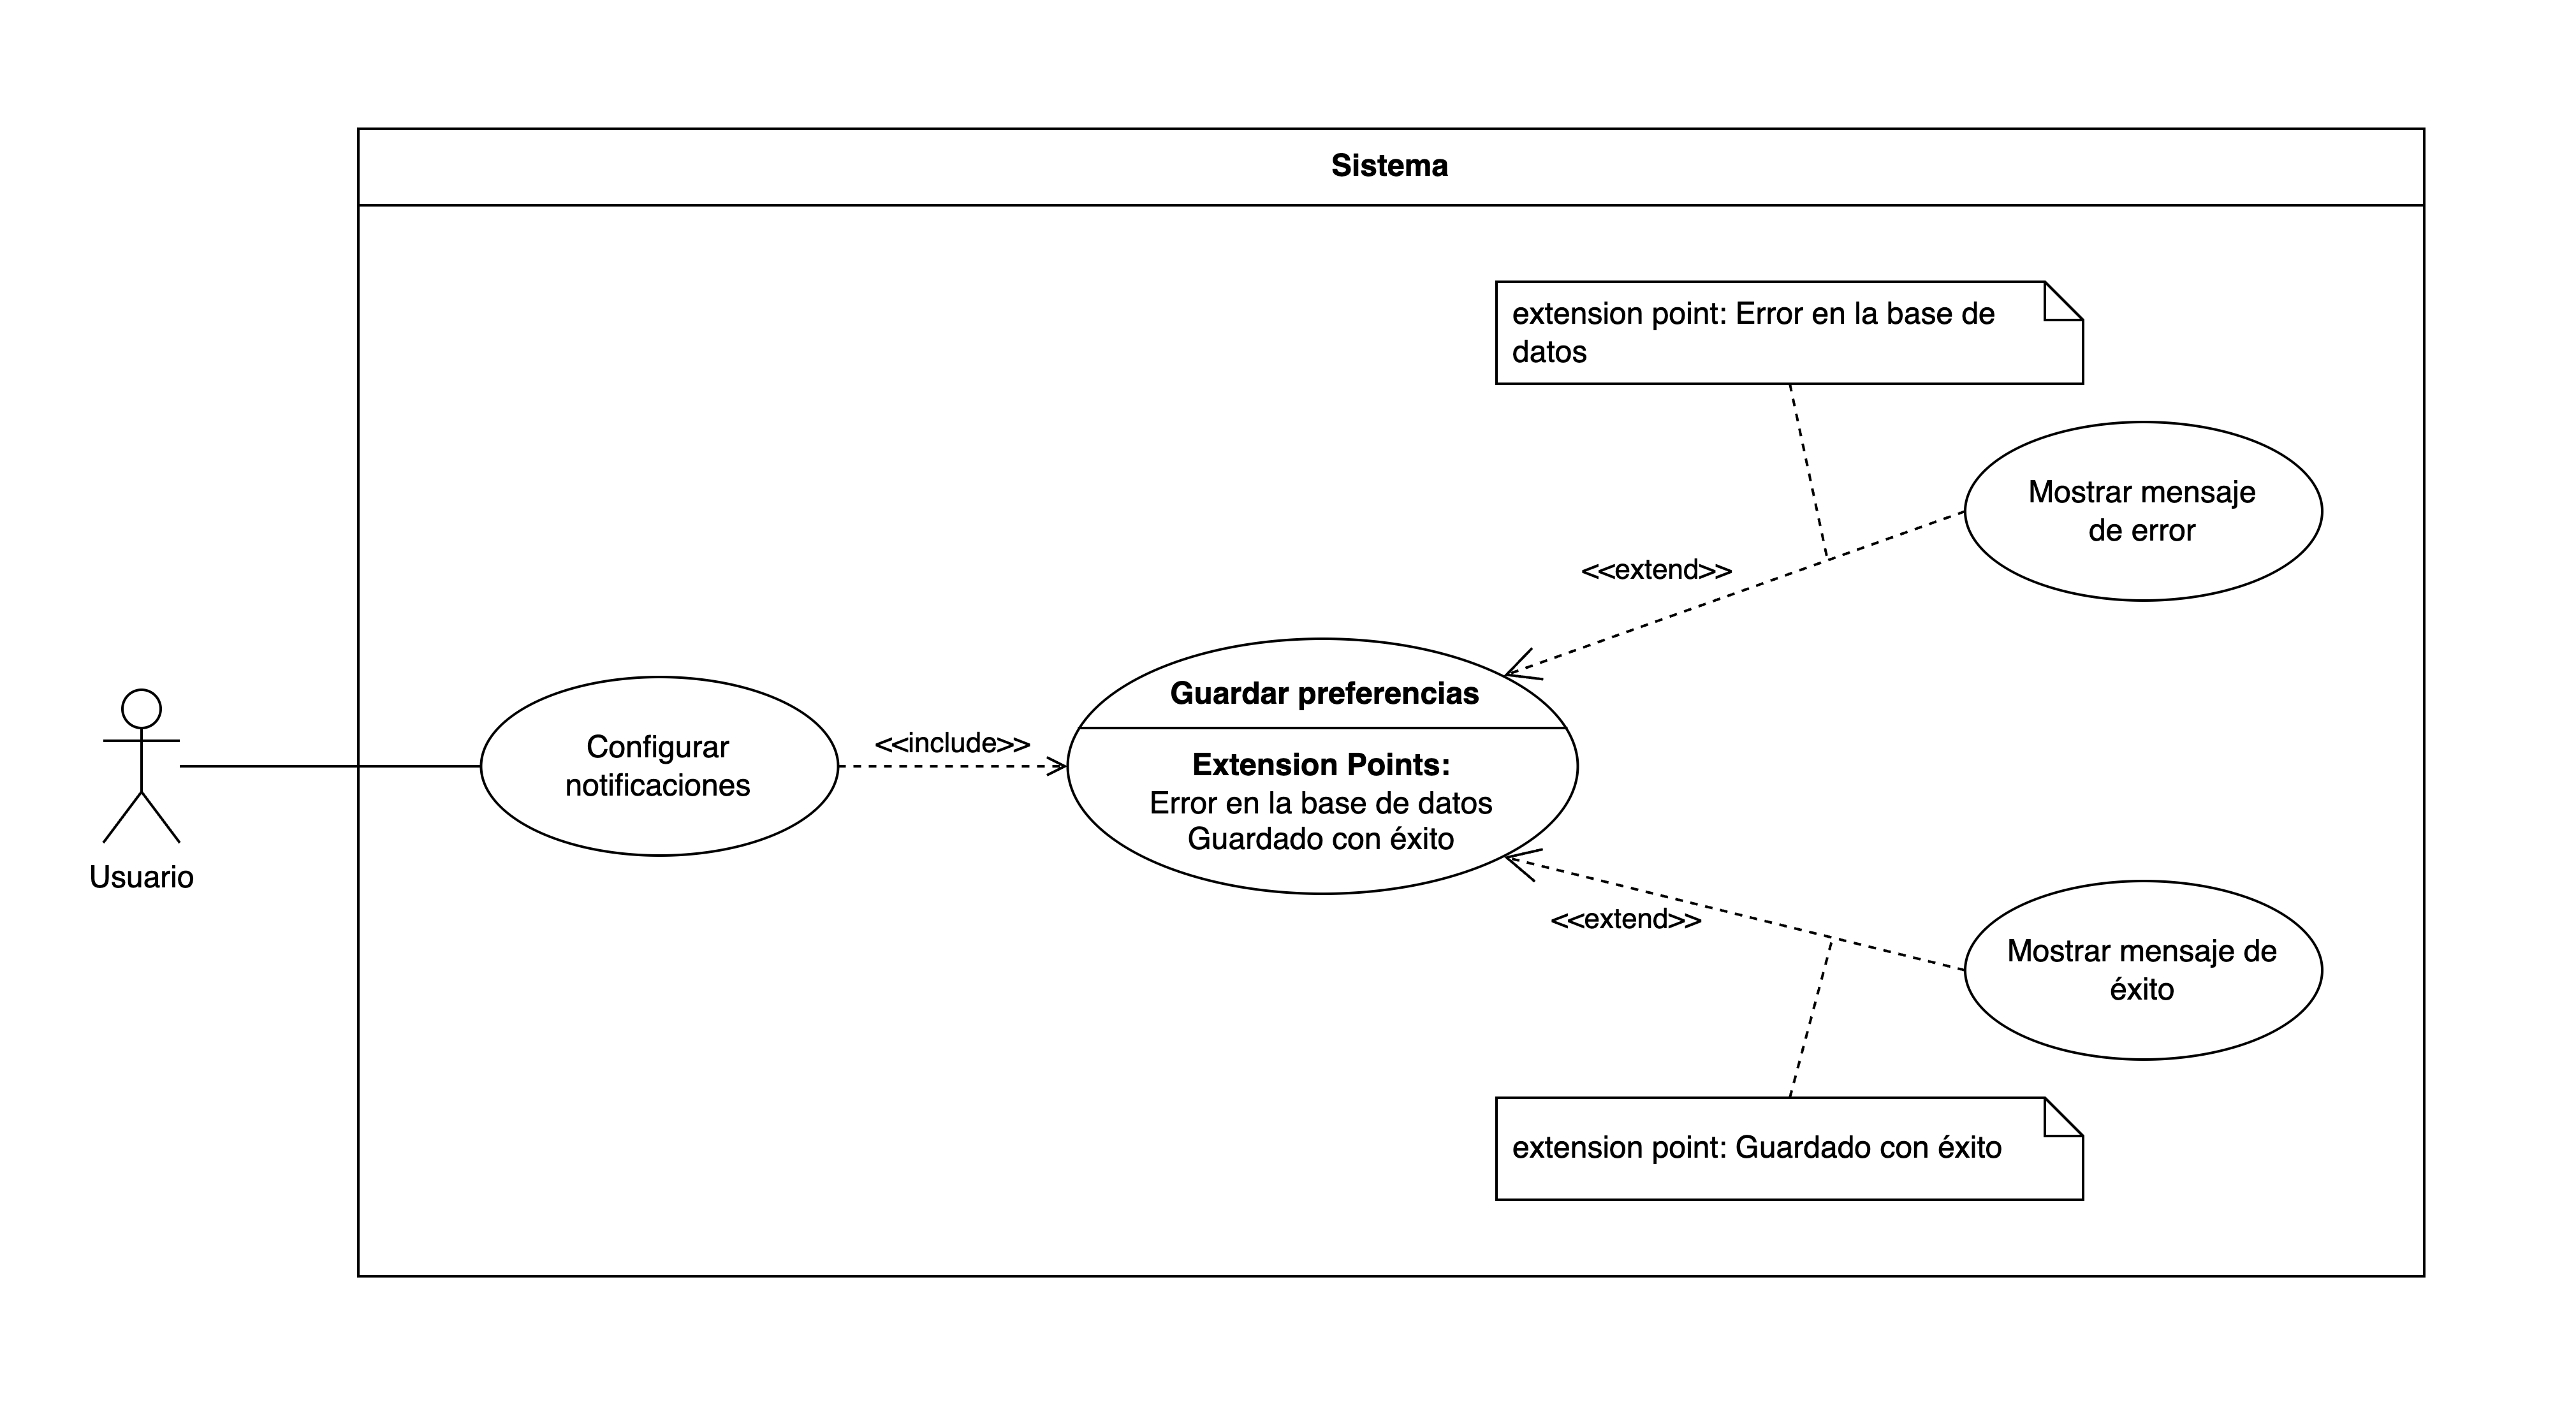 Sistema
extension point: Error en la base de
datos
Mostrar mensaje
de error
<<extend>>
Guardar preferencias
Extension Points:
Error en la base de datos
Guardado con éxito
<<include>>
Configurar
notificaciones
Usuario
<<extend>>
Mostrar mensaje de
éxito
extension point: Guardado con éxito